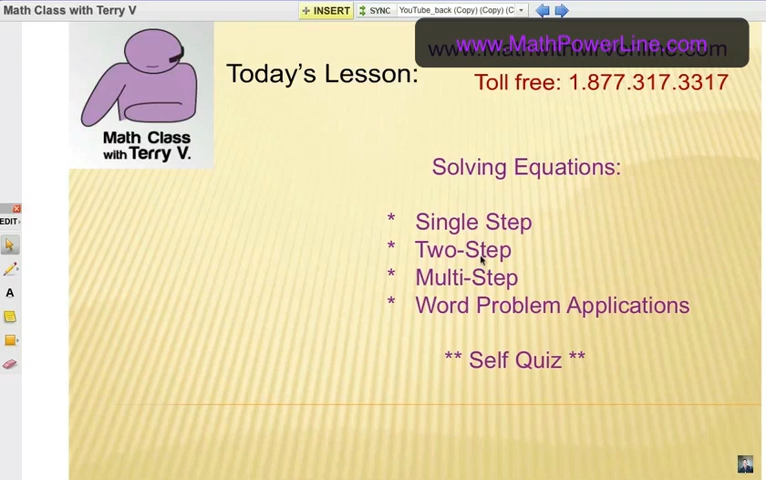 Math Class with Terry V
INSERT
SYNC
YouTube_back (Copy) (Copy) (C
www.MathPowerLine.com
Today's Lesson:
Toll free: 1.877.317.3317
Math Class
with Terry V.
Solving Equations:
* Single Step
EDIT
* Two-Step
A
* Multi-Step
* Word Problem Applications
** Self Quiz **